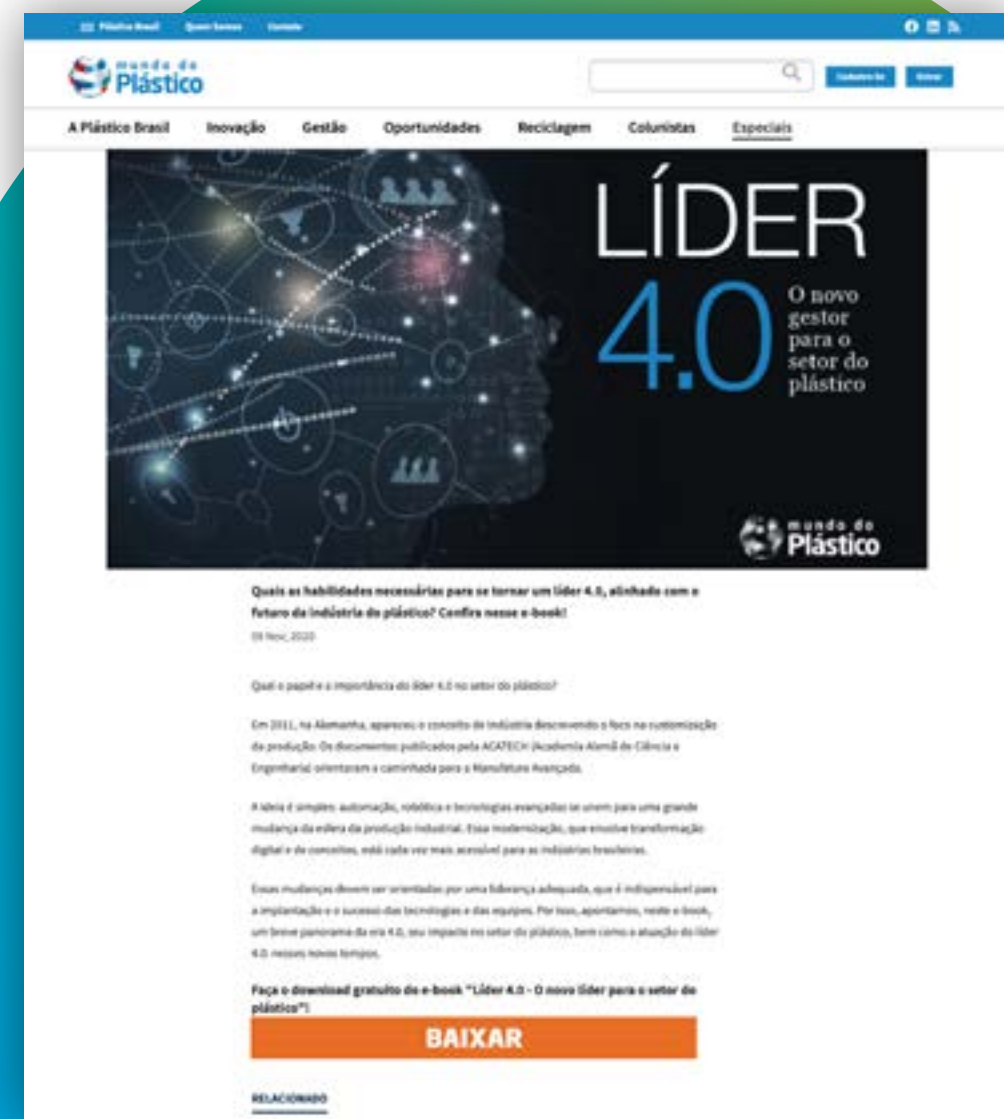 Plástico Brasil Quem Somos Contato
mundo do
Plástico
Cadastre-Se Entrar
A Plástico Brasil Inovação Gestão Oportunidades Reciclagem Colunistas Especiais
LÍDER
4.0
O novo
gestor
para o
setor do
plástico
mundo do
Plástico
Quais as habilidades necessárias para se tornar um líder 4.0, alinhado com o
futuro da indústria do plástico? Confira nesse e-book!
Nov, 2020
Qual o papel e a importância do líder 4.0 no setor do plástico?
Em 2011, na Alemanha, apareceu o conceito de indústria descrevendo o foco na customização
da produção. Os documentos publicados pela ACATECH (Academia Alemã de Ciência e
Engenharia) orientaram a caminhada para a Manufatura Avançada.
A ideia é simples: automação, robótica e tecnologias avançadas se unem para uma grande
mudança da esfera da produção industrial. Essa modernização, que envolve transformação
digital e de conceitos, está cada vez mais acessível para as indústrias brasileiras.
Essas mudanças devem ser orientadas por uma liderança adequada, que é indispensável para
a implantação e o sucesso das tecnologias e das equipes. Por isso, apontamos, neste e-book,
um breve panorama da era 4.0, seu impacto no setor do plástico, bem como a atuação do líder
4.0 nesses novos tempos.
Faça o download gratuito do e-book "Líder 4.0 - O novo líder para o setor do
plástico"!
BAIXAR
RELACIONADO